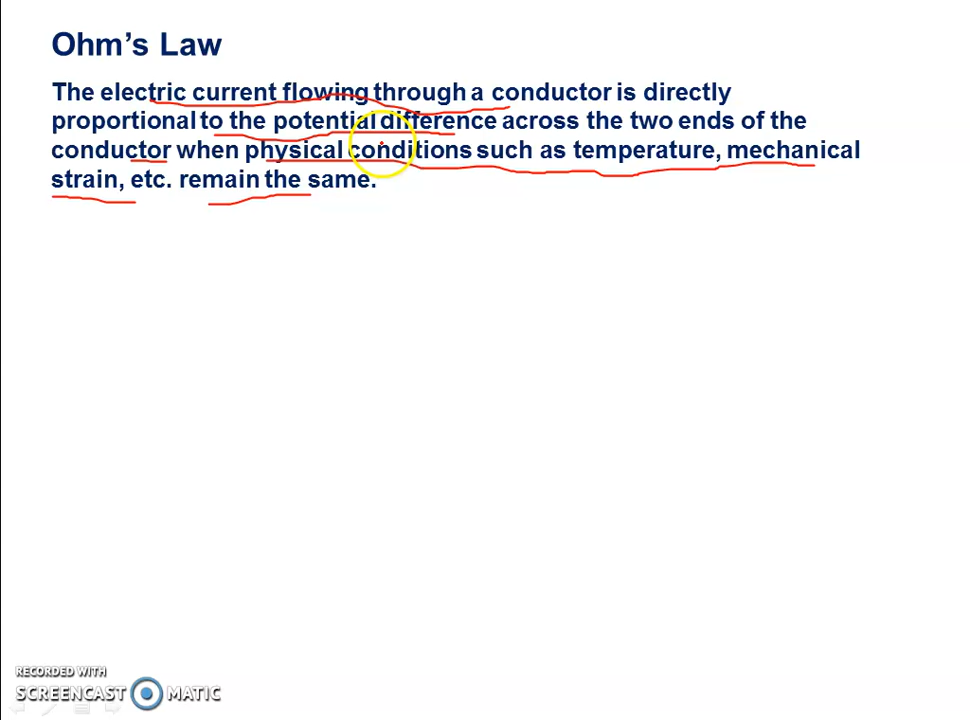 Ohm’s Law
The electric current flowing through a conductor is directly
proportional to the potential difference across the two ends of the
conductor when physical conditions such as temperature, mechanical
strain, etc. remain the same.
RECORDED WITH
SCREENCAST MATIC